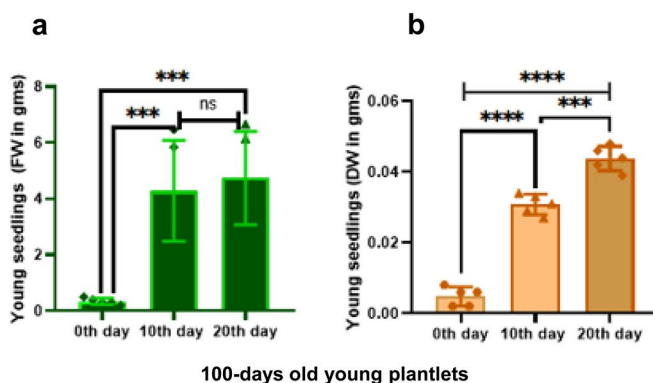 a
b
Young seedlings (FW in gms)
8
6
4
2
0
***
***
ns
0th day 10th day 20th day
Young seedlings (DW in gms)
0.06
0.04
0.02
0.00
****
****
***
0th day 10th day 20th day
100-days old young plantlets